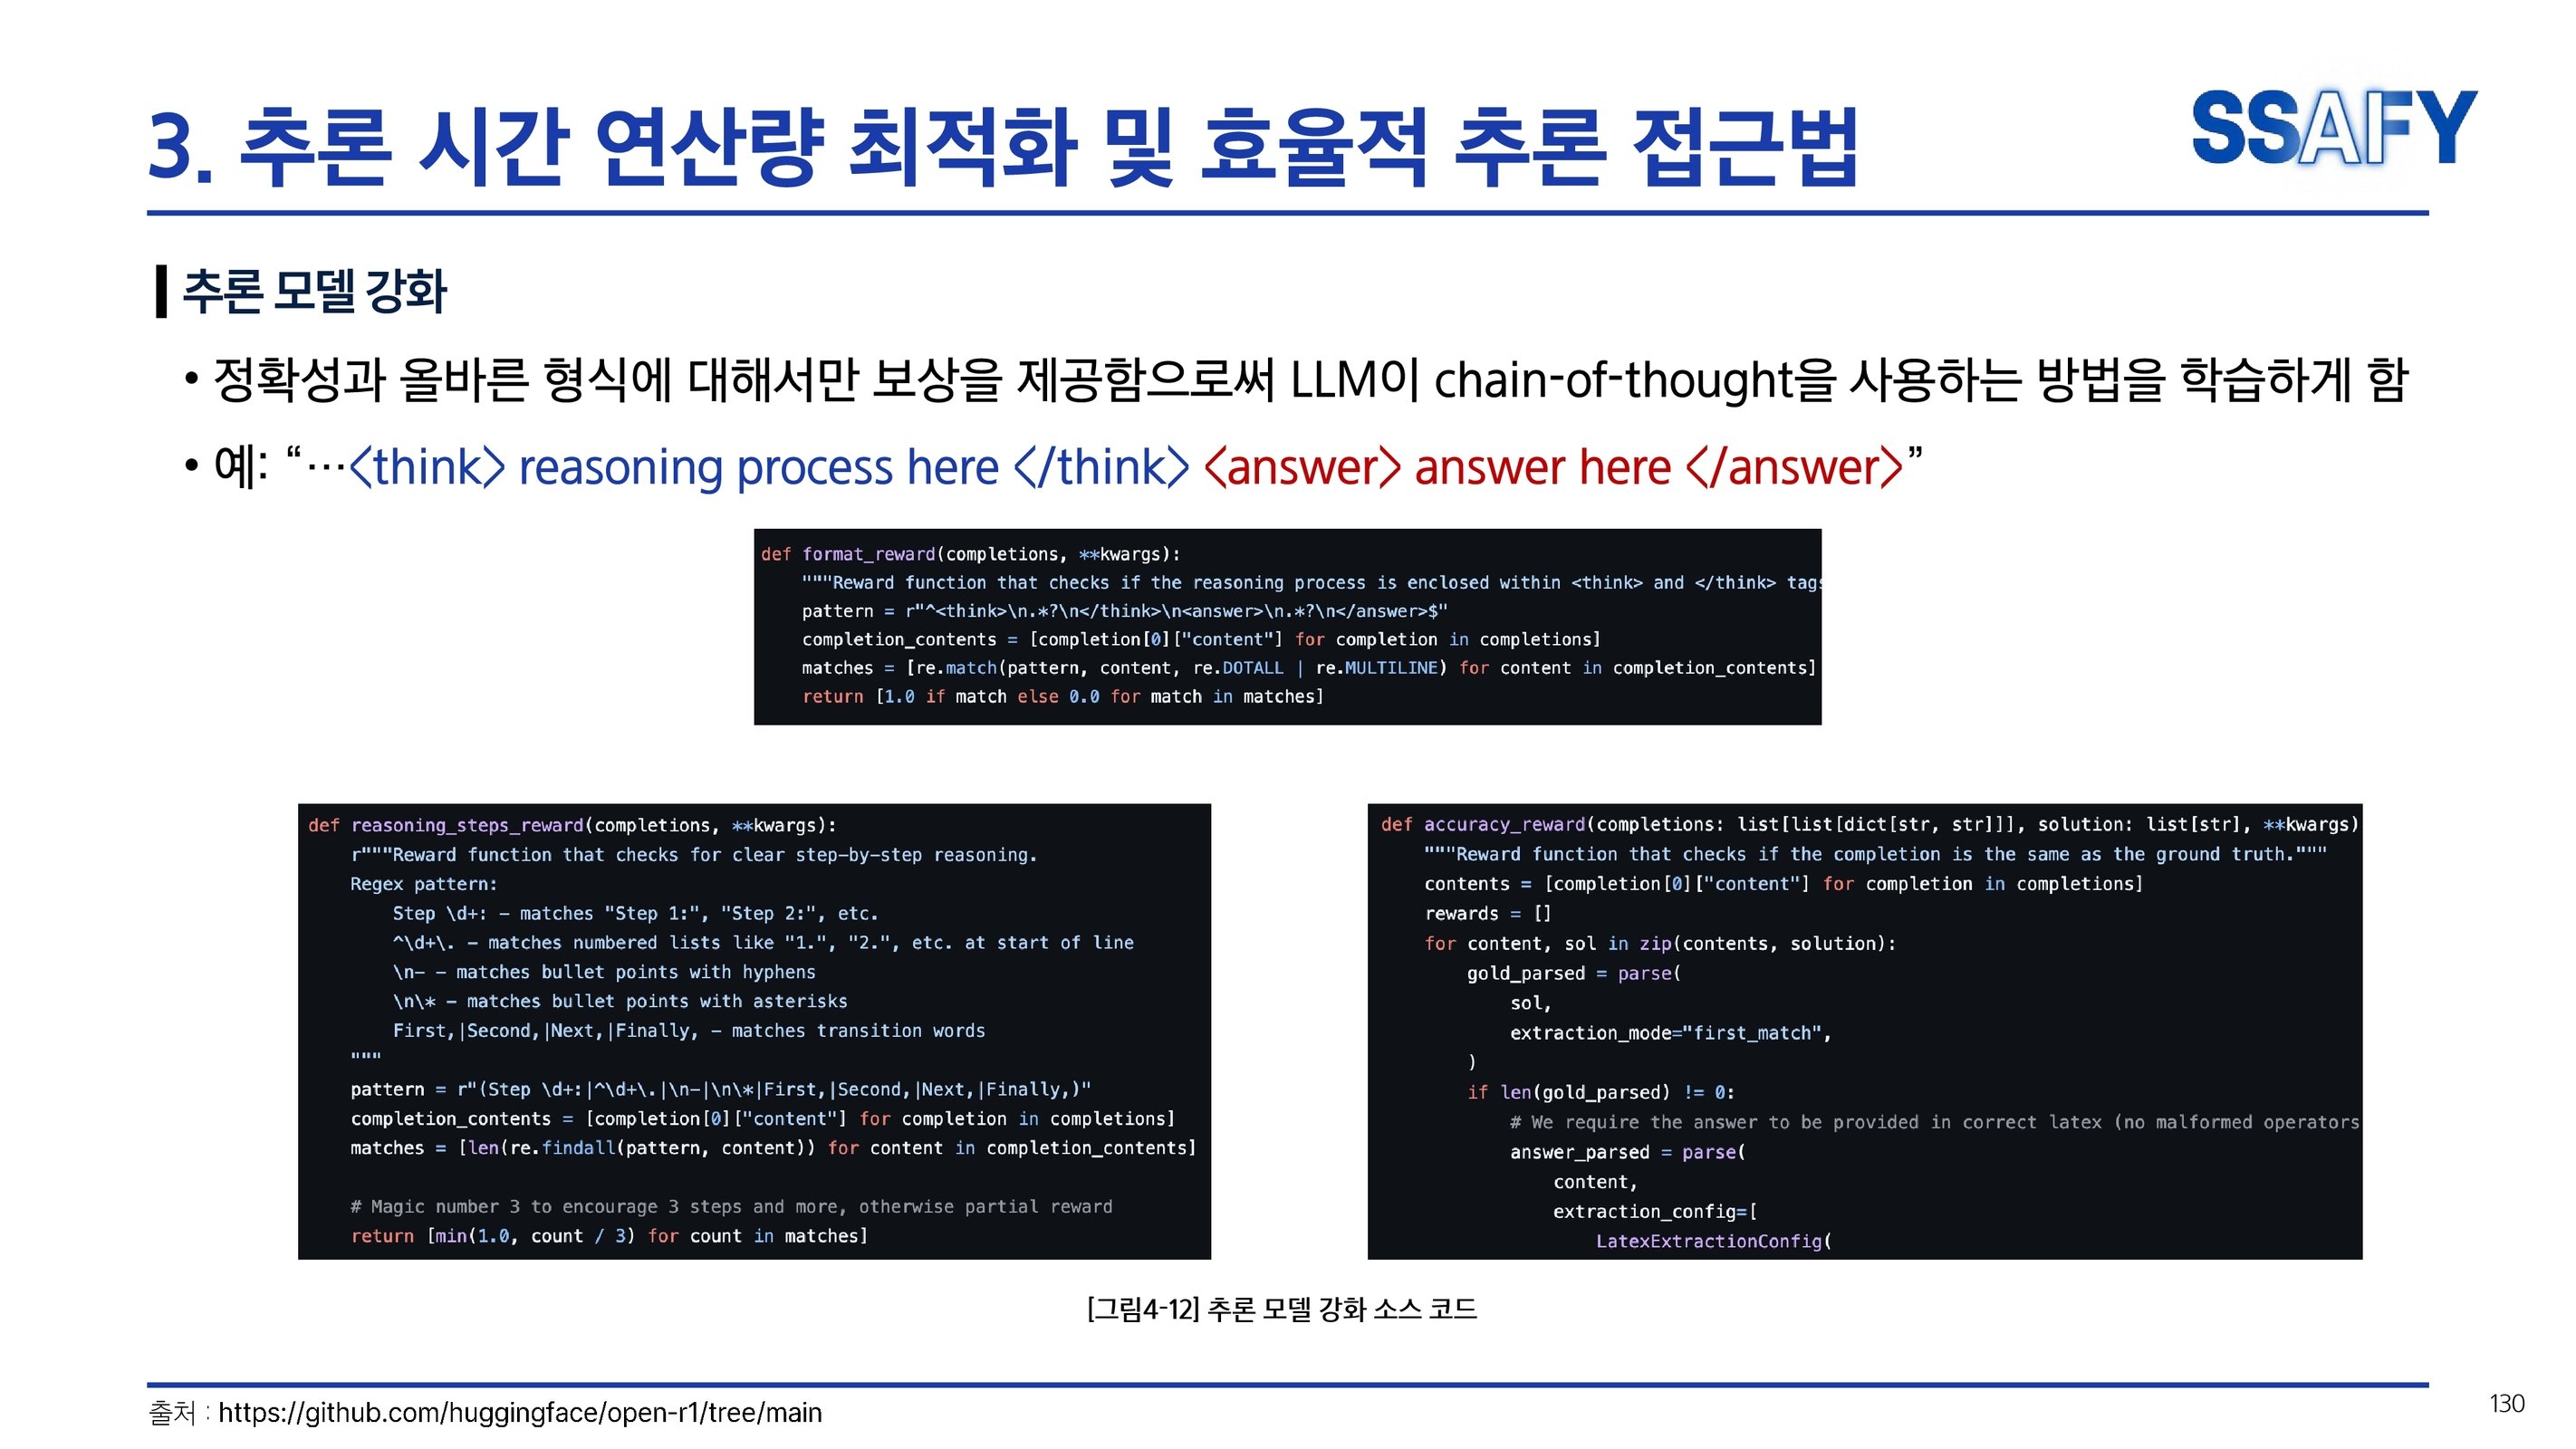 3. 추론 시간 연산량 최적화 및 효율적 추론 접근법
SSAFY
추론 모델 강화
• 정확성과 올바른 형식에 대해서만 보상을 제공함으로써 LLM이 chain-of-thought을 사용하는 방법을 학습하게 함
• 예: “…<think> reasoning process here </think> <answer> answer here </answer>”
def format_reward(completions, **kwargs):
    """Reward function that checks if the reasoning process is enclosed within <think> and </think> tags
    pattern = r"^<think>\n.*?\n</think>\n<answer>\n.*?\n</answer>$"
    completion_contents = [completion[0]["content"] for completion in completions]
    matches = [re.match(pattern, content, re.DOTALL | re.MULTILINE) for content in completion_contents]
    return [1.0 if match else 0.0 for match in matches]
def reasoning_steps_reward(completions, **kwargs):
    r"""Reward function that checks for clear step-by-step reasoning.
    Regex pattern:
        Step \d+: – matches "Step 1:", "Step 2:", etc.
        ^\d+\. – matches numbered lists like "1.", "2.", etc. at start of line
        \n- – matches bullet points with hyphens
        \n\* – matches bullet points with asterisks
        First,|Second,|Next,|Finally, – matches transition words
    """
    pattern = r"(Step \d+:|^\d+\.|\n-|\n\*|First,|Second,|Next,|Finally,)"
    completion_contents = [completion[0]["content"] for completion in completions]
    matches = [len(re.findall(pattern, content)) for content in completion_contents]
    # Magic number 3 to encourage 3 steps and more, otherwise partial reward
    return [min(1.0, count / 3) for count in matches]
def accuracy_reward(completions: list[list[dict[str, str]]], solution: list[str], **kwargs)
    """Reward function that checks if the completion is the same as the ground truth."""
    contents = [completion[0]["content"] for completion in completions]
    rewards = []
    for content, sol in zip(contents, solution):
        gold_parsed = parse(
            sol,
            extraction_mode="first_match",
        )
        if len(gold_parsed) != 0:
            # We require the answer to be provided in correct latex (no malformed operators
            answer_parsed = parse(
                content,
                extraction_config=[
                    LatexExtractionConfig(
[그림4-12] 추론 모델 강화 소스 코드
출처 : https://github.com/huggingface/open-r1/tree/main
130